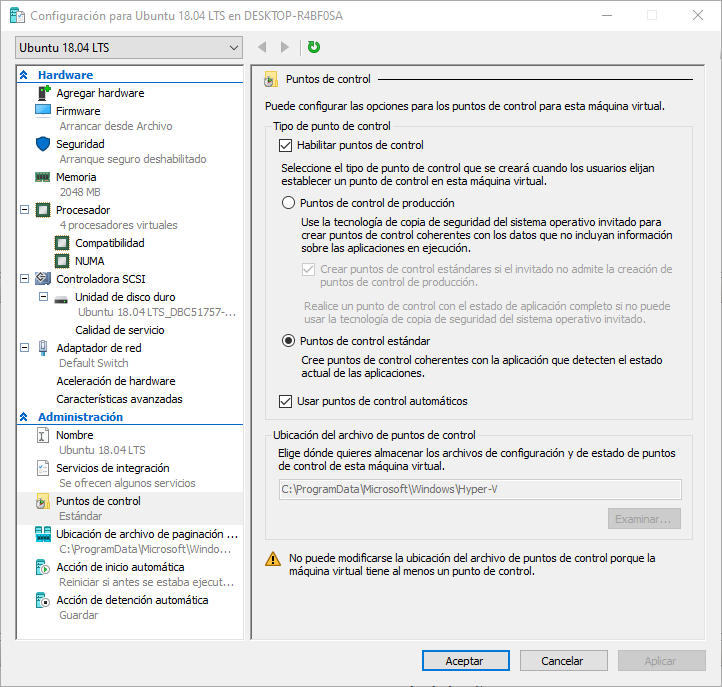 Configuración para Ubuntu 18.04 LTS en DESKTOP-R4BF0SA
Ubuntu 18.04 LTS
Hardware
Agregar hardware
Firmware
Arrancar desde Archivo
Seguridad
Arranque seguro deshabilitado
Memoria
2048 MB
Procesador
4 procesadores virtuales
Compatibilidad
NUMA
Controladora SCSI
Unidad de disco duro
Ubuntu 18.04 LTS_DBC51757-...
Calidad de servicio
Adaptador de red
Default Switch
Aceleración de hardware
Características avanzadas
Administración
Nombre
Ubuntu 18.04 LTS
Servicios de integración
Se ofrecen algunos servicios
Puntos de control
Estándar
Ubicación de archivo de paginación ...
C:\ProgramData\Microsoft\Windo...
Acción de inicio automática
Reiniciar si antes se estaba ejecut...
Acción de detención automática
Guardar
Puntos de control
Puede configurar las opciones para los puntos de control para esta máquina virtual.
Tipo de punto de control
Habilitar puntos de control
Seleccione el tipo de punto de control que se creará cuando los usuarios elijan
establecer un punto de control en esta máquina virtual.
Puntos de control de producción
Use la tecnología de copia de seguridad del sistema operativo invitado para
crear puntos de control coherentes con los datos que no incluyan información
sobre las aplicaciones en ejecución.
Crear puntos de control estándares si el invitado no admite la creación de
puntos de control de producción.
Realice un punto de control con el estado de aplicación completo si no puede
usar la tecnología de copia de seguridad del sistema operativo invitado.
Puntos de control estándar
Cree puntos de control coherentes con la aplicación que detecten el estado
actual de las aplicaciones.
Usar puntos de control automáticos
Ubicación del archivo de puntos de control
Elige dónde quieres almacenar los archivos de configuración y de estado de puntos
de control de esta máquina virtual.
C:\ProgramData\Microsoft\Windows\Hyper-V
Examinar...
No puede modificarse la ubicación del archivo de puntos de control porque la
máquina virtual tiene al menos un punto de control.
Aceptar
Cancelar
Aplicar